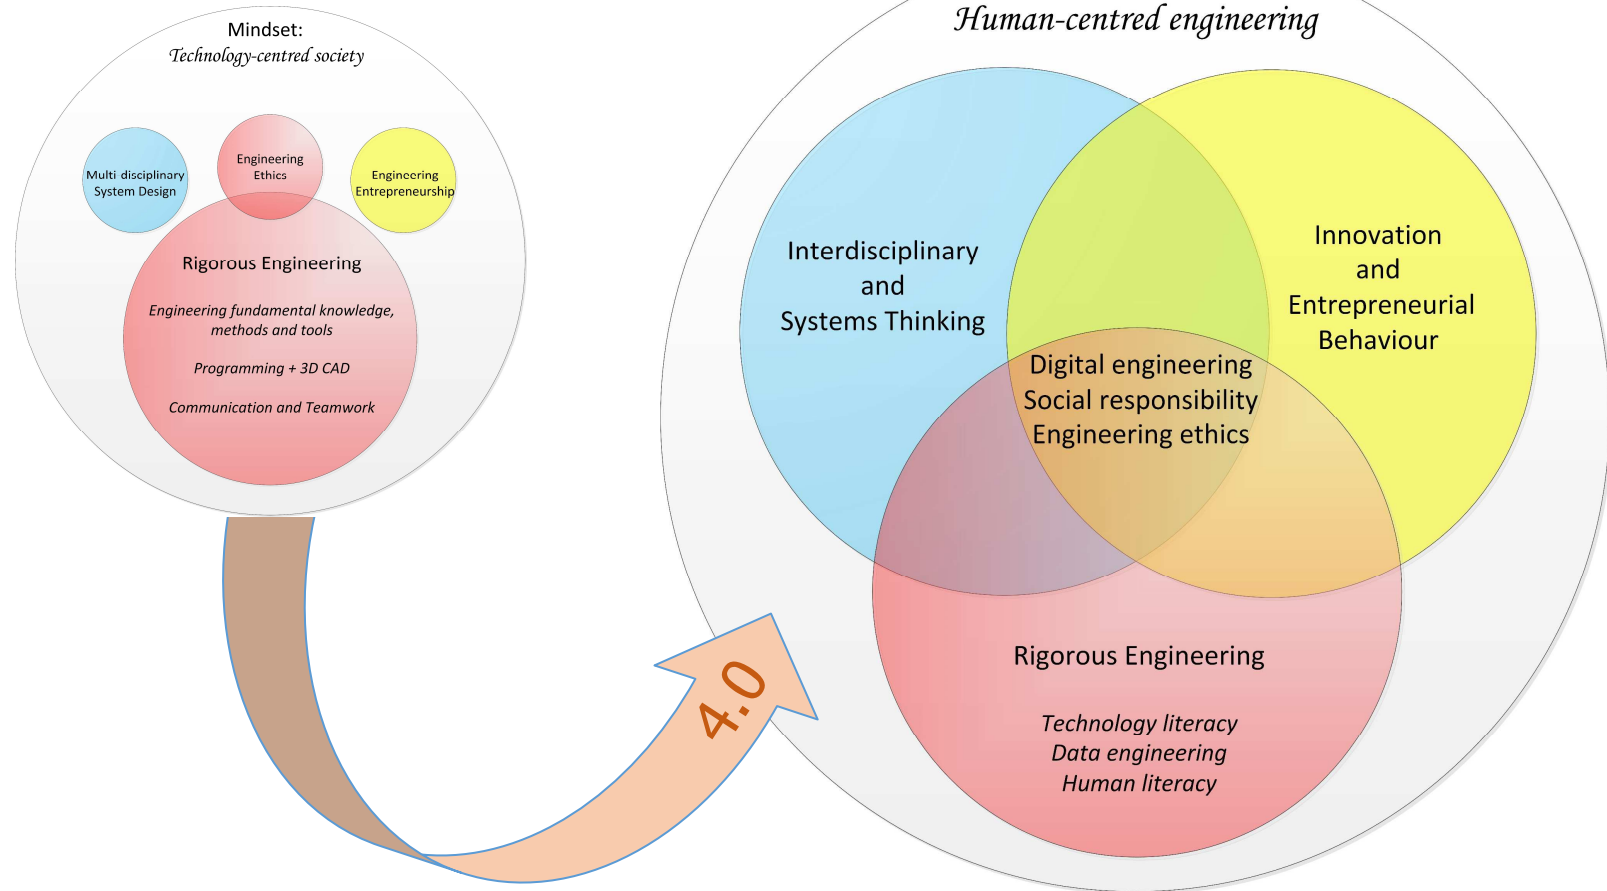 Mindset:
Technology-centred society
Multi disciplinary
System Design
Engineering
Ethics
Engineering
Entrepreneurship
Rigorous Engineering
Engineering fundamental knowledge,
methods and tools
Programming + 3D CAD
Communication and Teamwork
4.0
Human-centred engineering
Interdisciplinary
and
Systems Thinking
Innovation
and
Entrepreneurial
Behaviour
Digital engineering
Social responsibility
Engineering ethics
Rigorous Engineering
Technology literacy
Data engineering
Human literacy